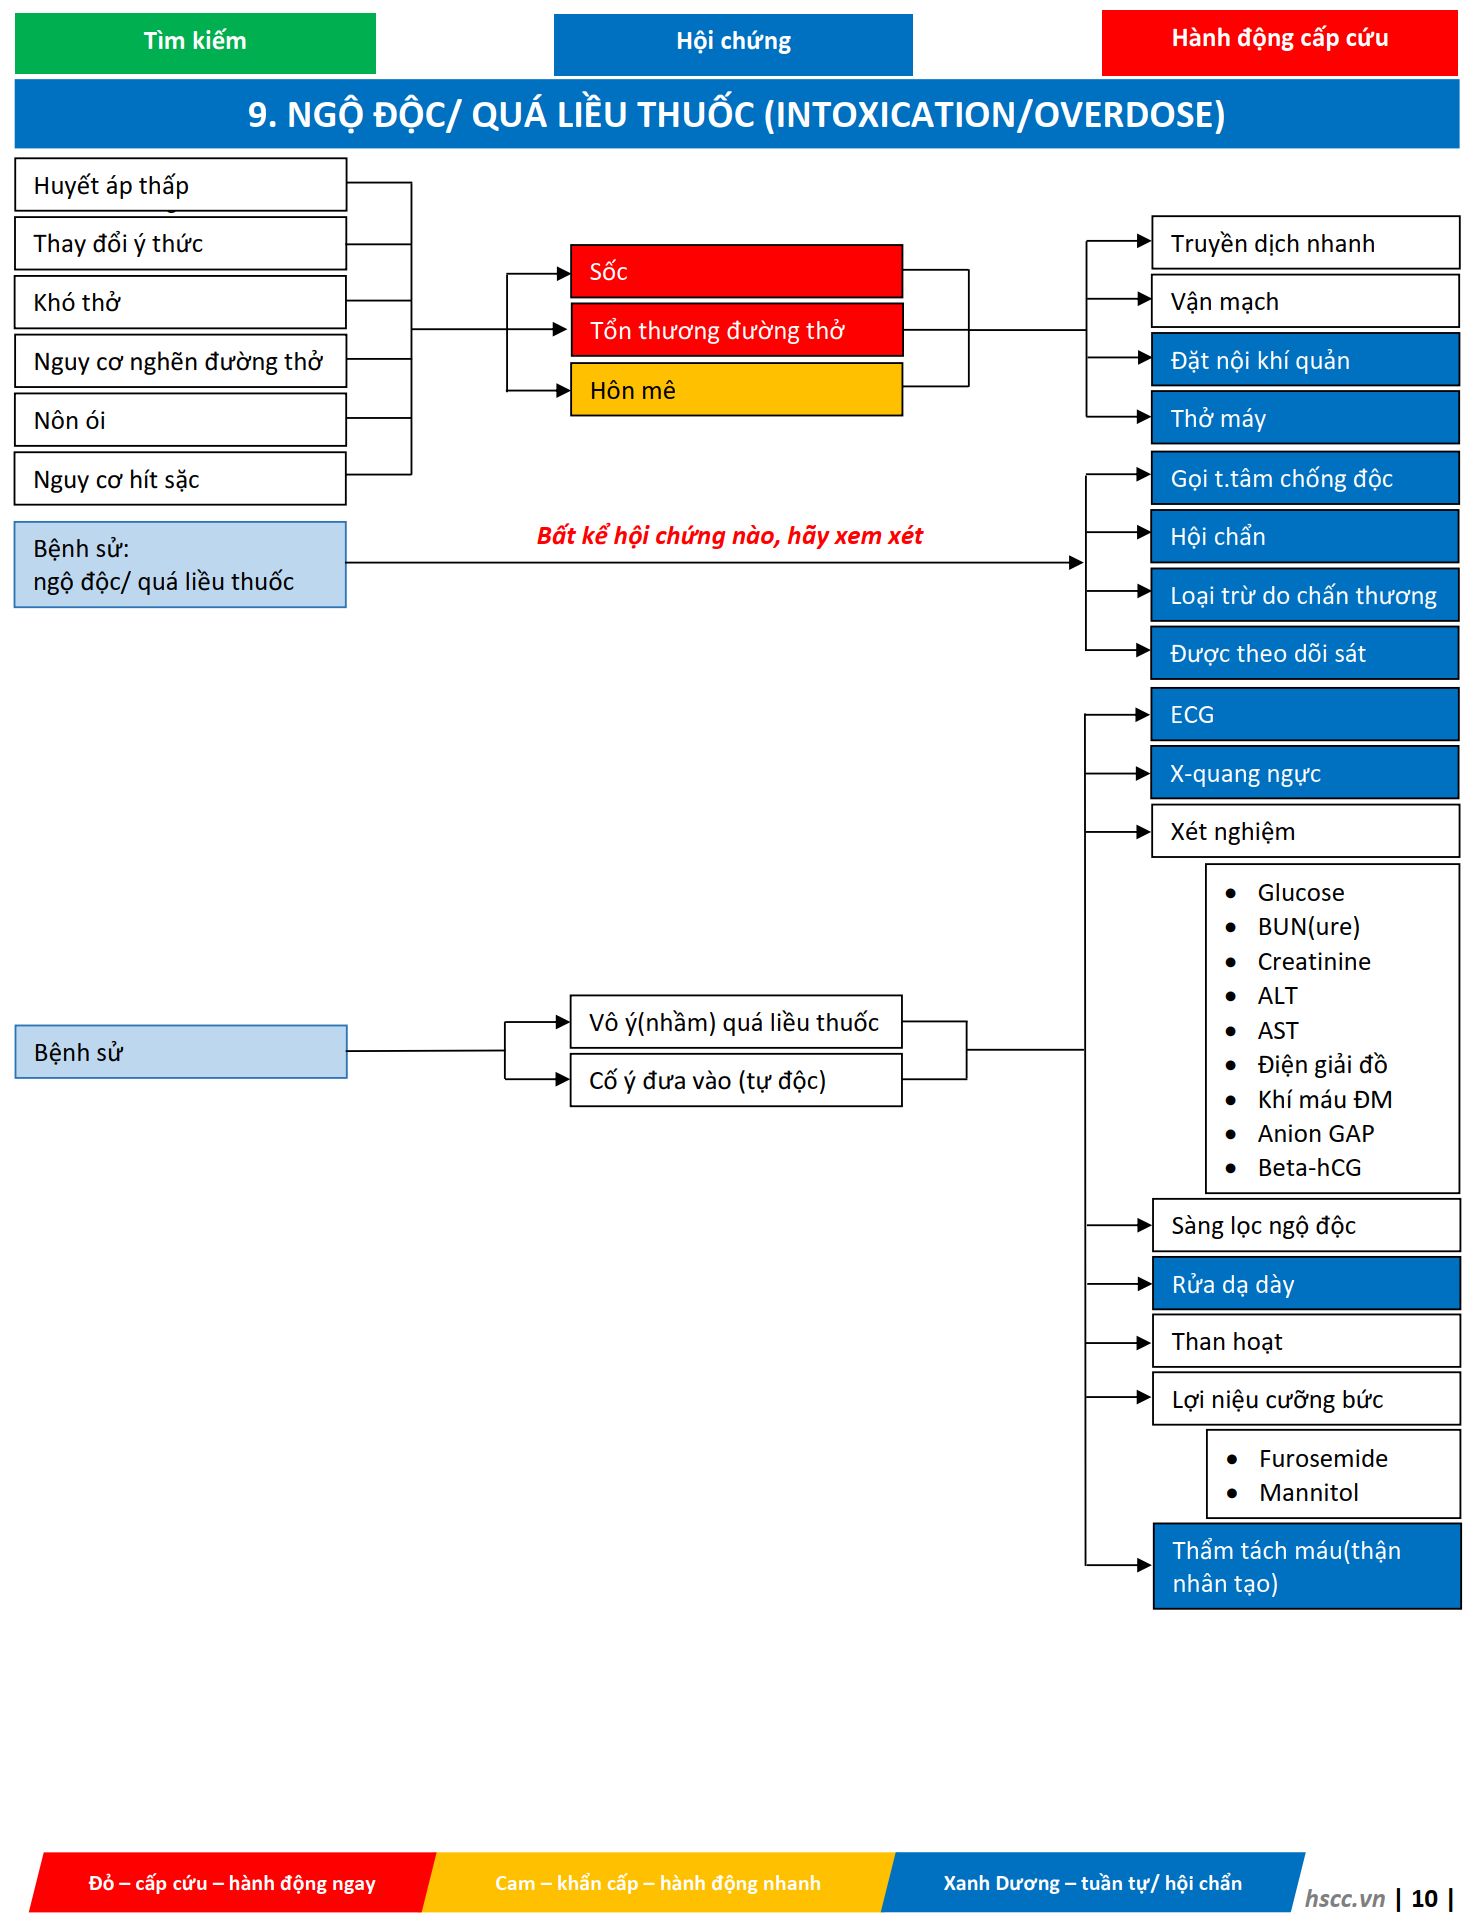 Tìm kiếm
Hội chứng
Hành động cấp cứu
9. NGỘ ĐỘC/ QUÁ LIỀU THUỐC (INTOXICATION/OVERDOSE)
Huyết áp thấp
Thay đổi ý thức
Khó thở
Nguy cơ nghẽn đường thở
Nôn ói
Nguy cơ hít sặc
Sốc
Tổn thương đường thở
Hôn mê
Truyền dịch nhanh
Vận mạch
Đặt nội khí quản
Thở máy
Bệnh sử:
ngộ độc/ quá liều thuốc
Bất kể hội chứng nào, hãy xem xét
Gọi t.tâm chống độc
Hội chẩn
Loại trừ do chấn thương
Được theo dõi sát
Bệnh sử
Vô ý(nhầm) quá liều thuốc
Cố ý đưa vào (tự độc)
ECG
X-quang ngực
Xét nghiệm
• Glucose
• BUN(ure)
• Creatinine
• ALT
• AST
• Điện giải đồ
• Khí máu ĐM
• Anion GAP
• Beta-hCG
Sàng lọc ngộ độc
Rửa dạ dày
Than hoạt
Lợi niệu cưỡng bức
• Furosemide
• Mannitol
Thẩm tách máu(thận
nhân tạo)
Đỏ – cấp cứu – hành động ngay
Cam – khẩn cấp – hành động nhanh
Xanh Dương – tuần tự/ hội chẩn
hscc.vn | 10 |